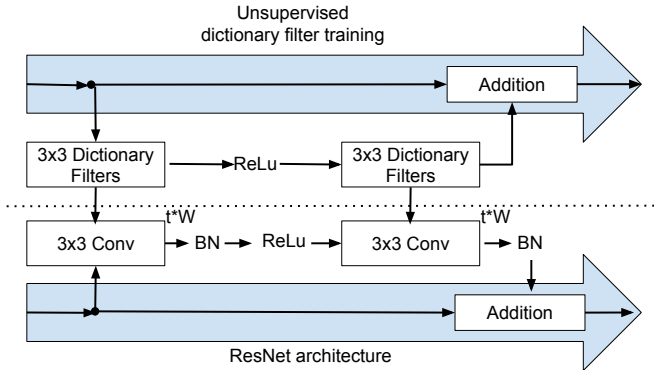 Unsupervised
dictionary filter training
Addition
3x3 Dictionary
Filters
ReLu
3x3 Dictionary
Filters
t*W
t*W
3x3 Conv
BN
ReLu
3x3 Conv
BN
Addition
ResNet architecture